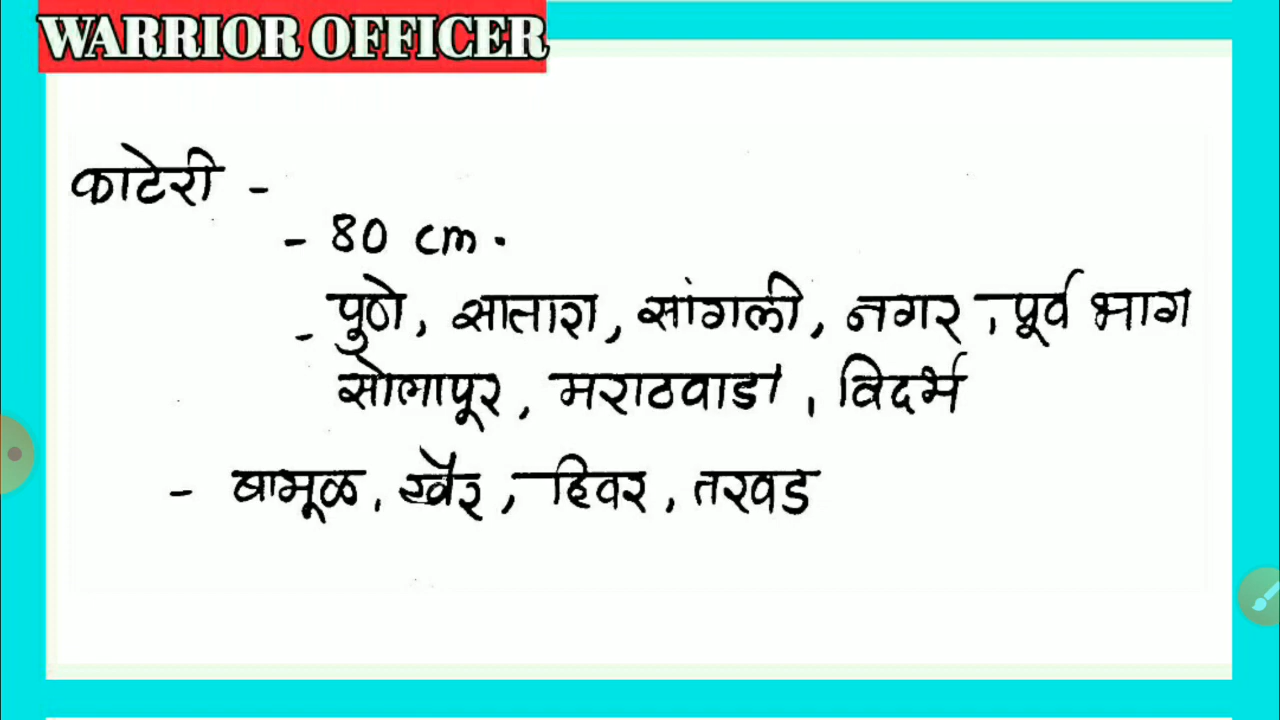 WARRIOR OFFICER
काटेरी -
- 80 cm.
- पुणे, सातारा, सांगली, नगर, पूर्व भाग
सोलापूर, मराठवाडा, विदर्भ
- बाभूळ, खैर, हिवर, तरवड